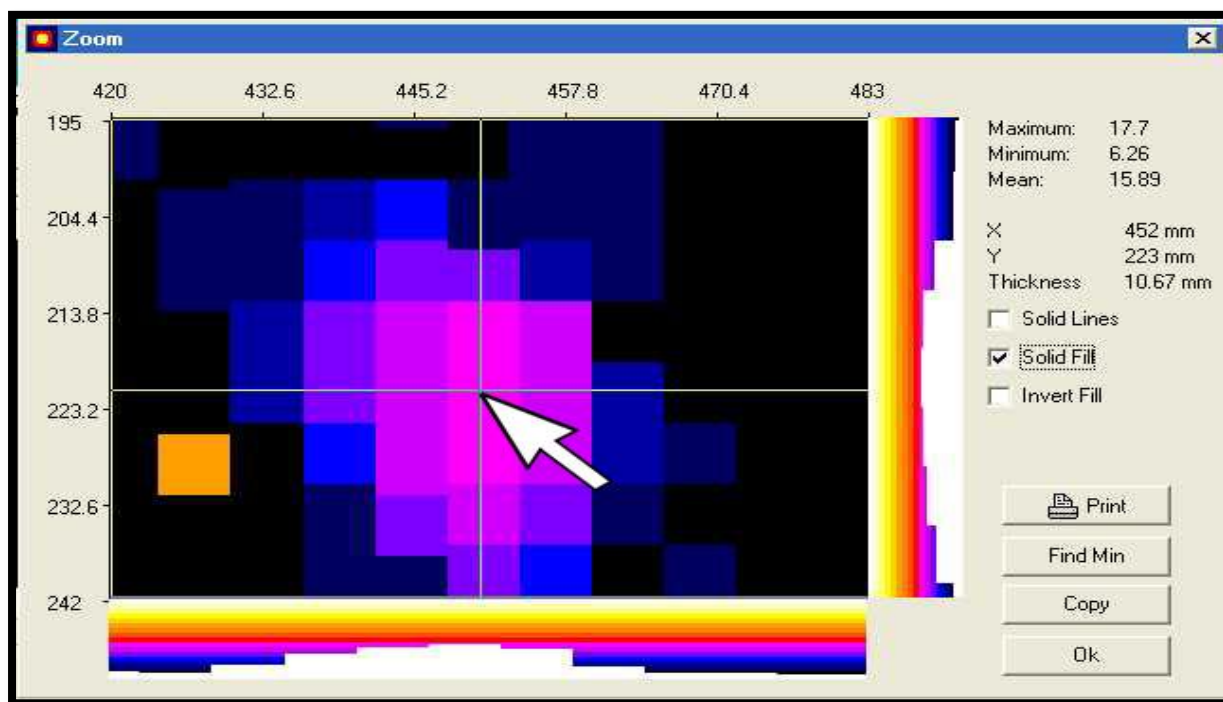 Zoom
420 432.6 445.2 457.8 470.4 483
195
204.4
213.8
223.2
232.6
242
Maximum: 17.7
Minimum: 6.26
Mean: 15.89
X 452 mm
Y 223 mm
Thickness 10.67 mm
Solid Lines
Solid Fill
Invert Fill
Print
Find Min
Copy
Ok